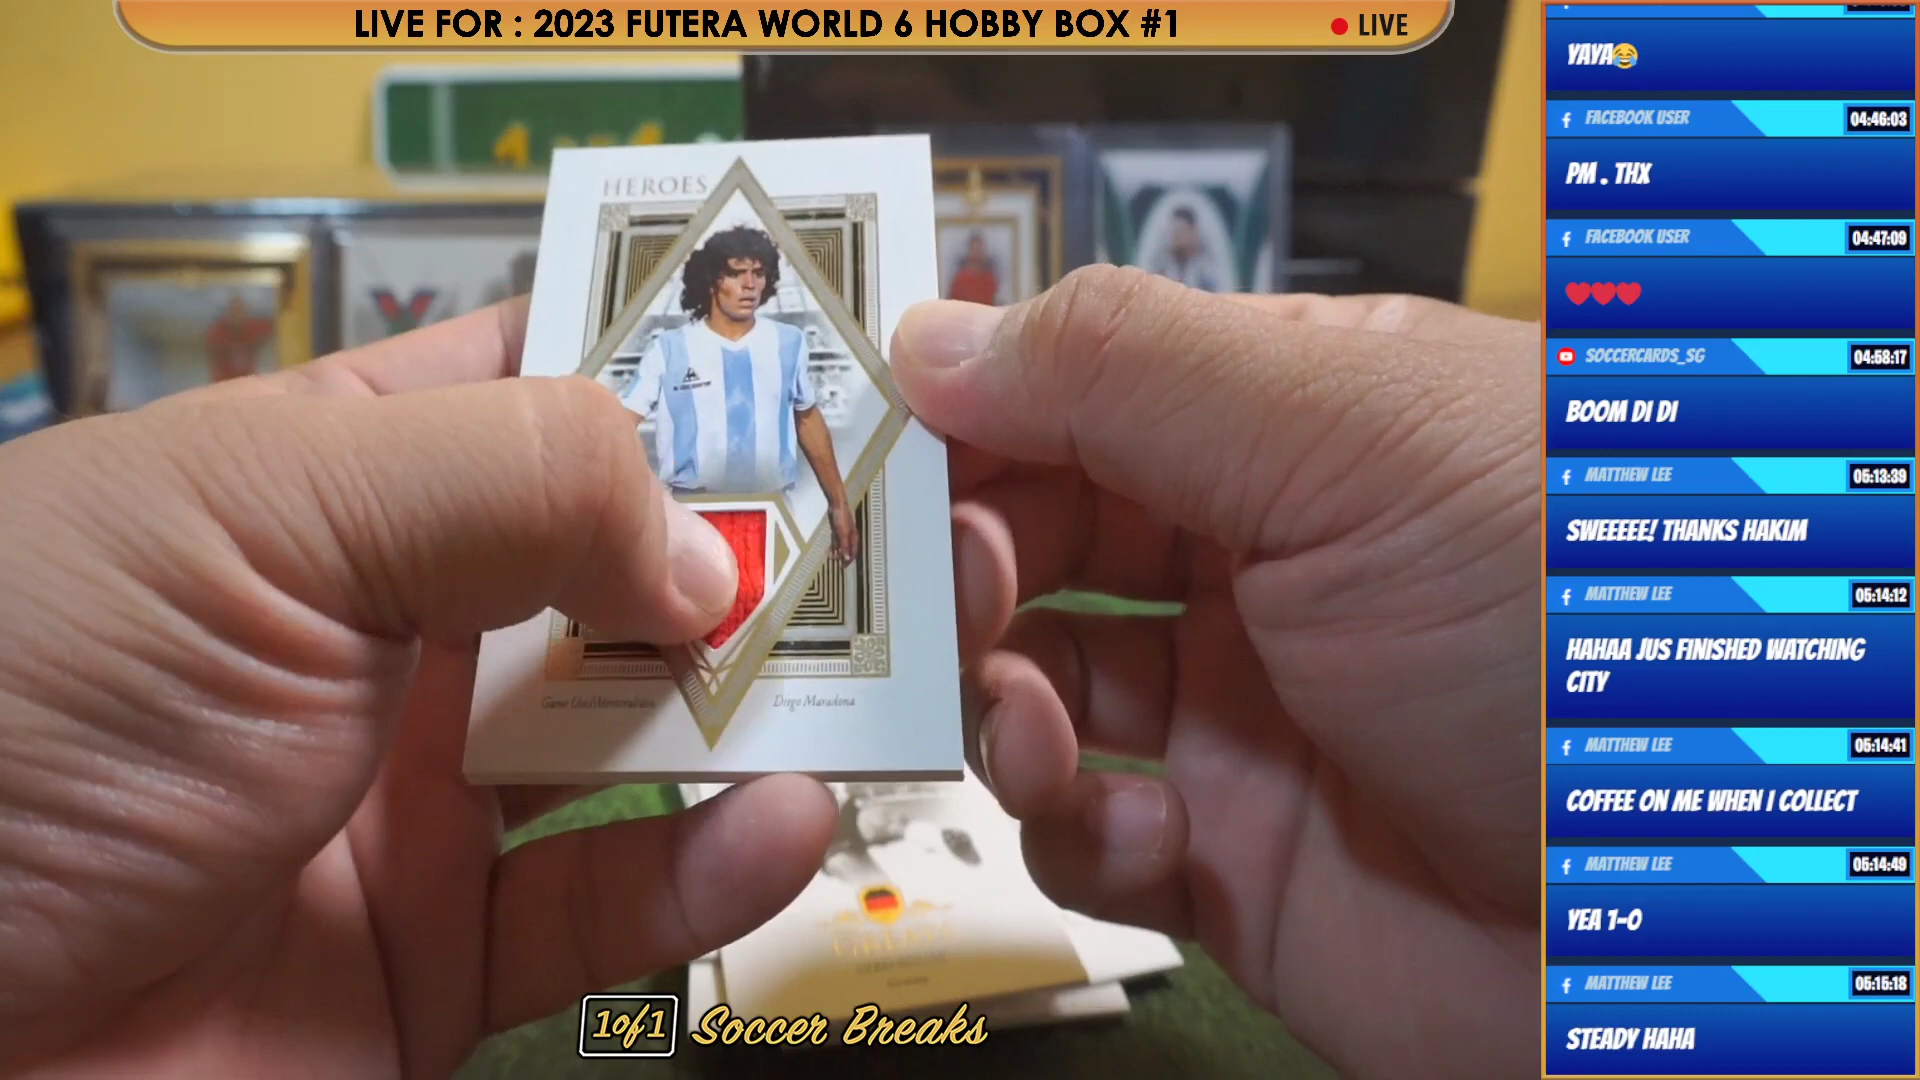 LIVE FOR : 2023 FUTERA WORLD 6 HOBBY BOX #1
LIVE
HEROES
Game Used Memorabilia
Diego Maradona
1of1 Soccer Breaks
YAYA😂
FACEBOOK USER 04:46:03
PM . THX
FACEBOOK USER 04:47:09
❤❤❤
SOCCERCARDS_SG 04:58:17
BOOM DI DI
MATTHEW LEE 05:13:39
SWEEEEE! THANKS HAKIM
MATTHEW LEE 05:14:12
HAHAA JUS FINISHED WATCHING
CITY
MATTHEW LEE 05:14:41
COFFEE ON ME WHEN I COLLECT
MATTHEW LEE 05:14:49
YEA 1-0
MATTHEW LEE 05:15:18
STEADY HAHA